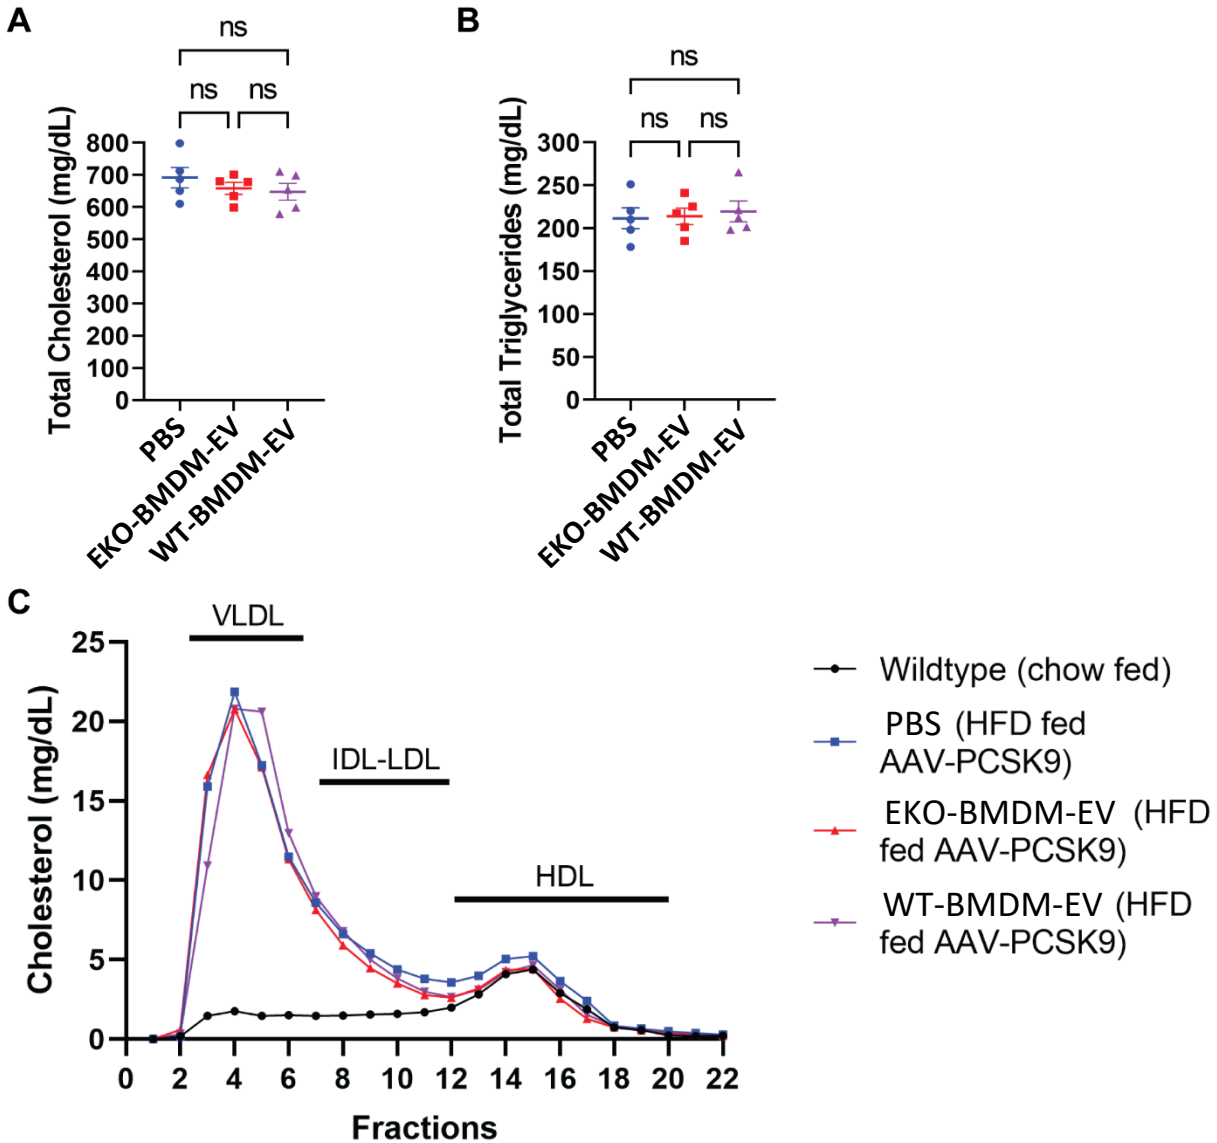 A
ns
ns
ns
Total Cholesterol (mg/dL)
800
700
600
500
400
300
200
100
0
PBS
EKO-BMDM-EV
WT-BMDM-EV
B
ns
ns
ns
Total Triglycerides (mg/dL)
300
250
200
150
100
50
0
PBS
EKO-BMDM-EV
WT-BMDM-EV
C
VLDL
IDL-LDL
HDL
Cholesterol (mg/dL)
25
20
15
10
5
0
0 2 4 6 8 10 12 14 16 18 20 22
Fractions
Wildtype (chow fed)
PBS (HFD fed
AAV-PCSK9)
EKO-BMDM-EV (HFD
fed AAV-PCSK9)
WT-BMDM-EV (HFD
fed AAV-PCSK9)